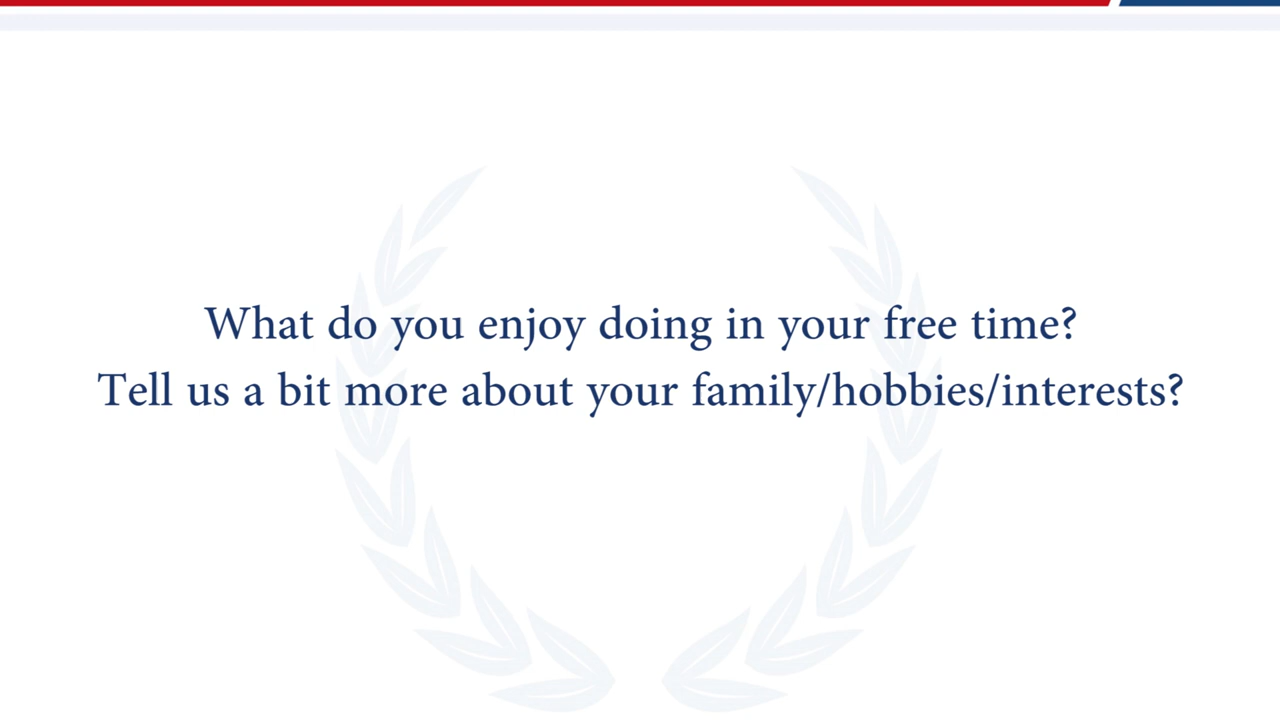 What do you enjoy doing in your free time?
Tell us a bit more about your family/hobbies/interests?